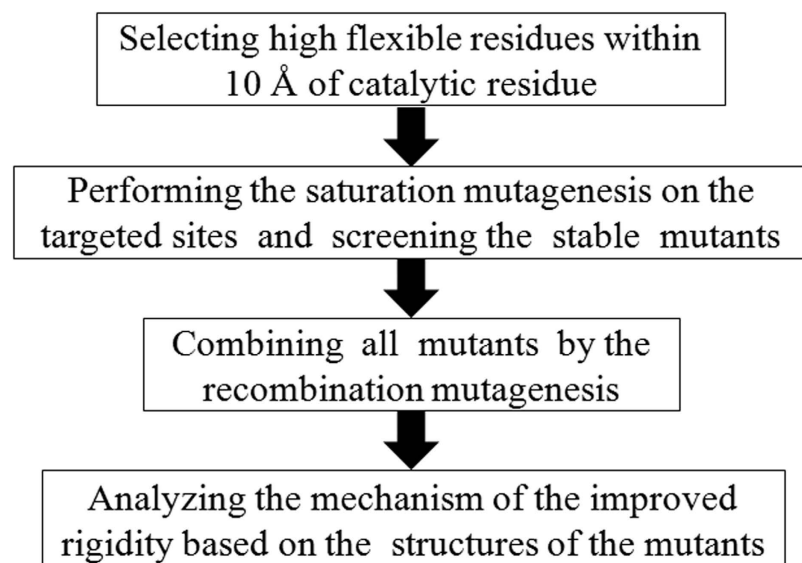 Selecting high flexible residues within
10 Å of catalytic residue
Performing the saturation mutagenesis on the
targeted sites and screening the stable mutants
Combining all mutants by the
recombination mutagenesis
Analyzing the mechanism of the improved
rigidity based on the structures of the mutants